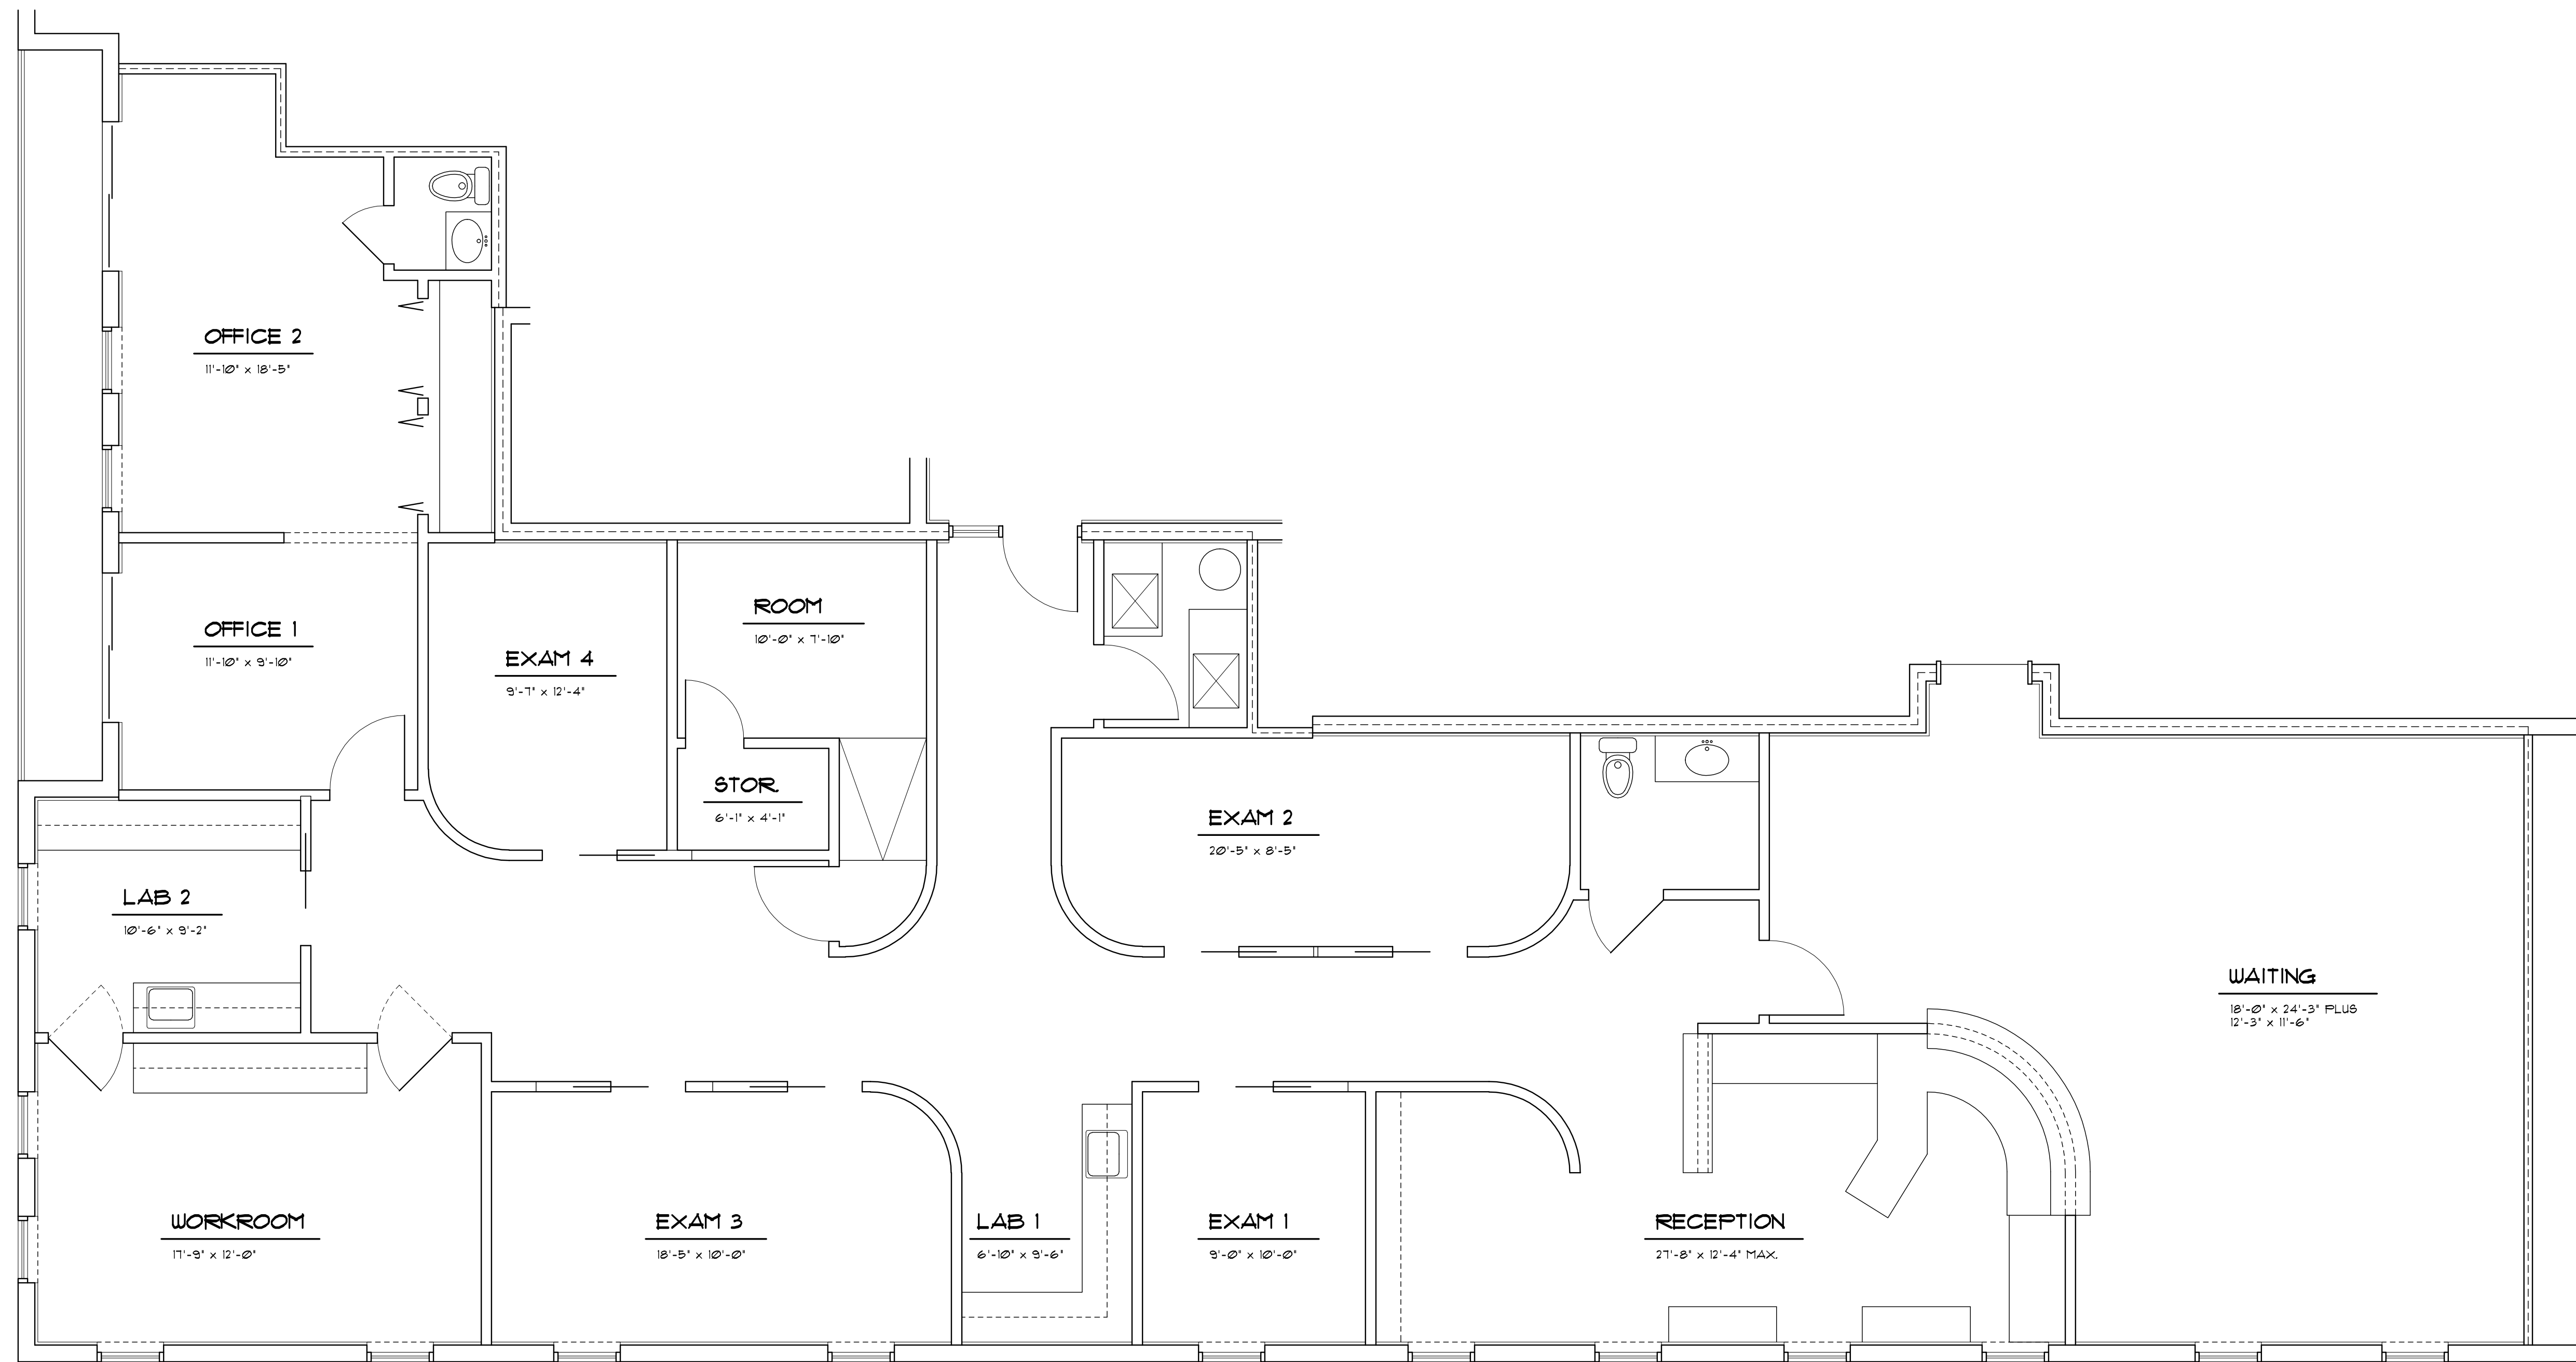 OFFICE 2
11'-10" x 18'-5"
OFFICE 1
11'-10" x 9'-10"
EXAM 4
9'-7" x 12'-4"
ROOM
10'-0" x 7'-10"
STOR.
6'-1" x 4'-1"
EXAM 2
20'-5" x 8'-5"
LAB 2
10'-6" x 9'-2"
WAITING
18'-0" x 24'-3" PLUS
12'-3" x 11'-6"
WORKROOM
17'-9" x 12'-0"
EXAM 3
18'-5" x 10'-0"
LAB 1
6'-10" x 9'-6"
EXAM 1
9'-0" x 10'-0"
RECEPTION
27'-8" x 12'-4" MAX.